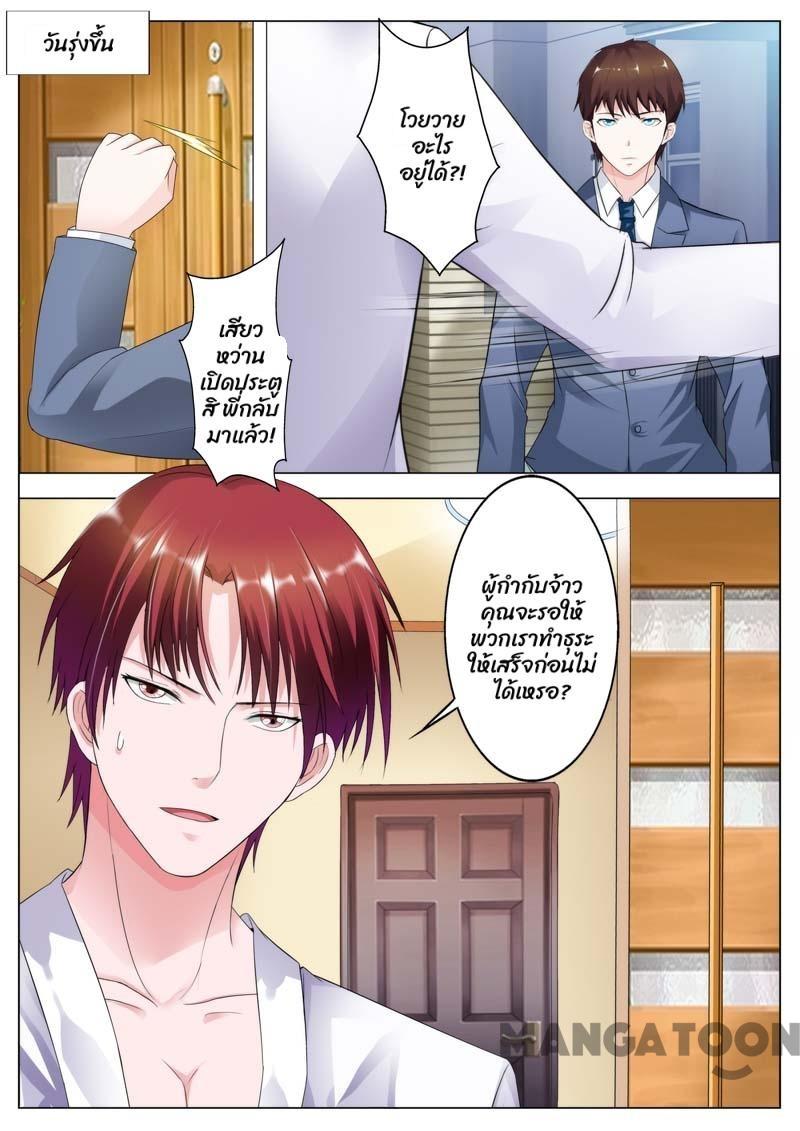 วันรุ่งขึ้น
โวยวาย
อะไร
อยู่ได้?!
เสียว
หว่าน
เปิดประตู
สิ พี่กลับ
มาแล้ว!
ผู้กำกับจ้าว
คุณจะรอให้
พวกเราทำธุระ
ให้เสร็จก่อนไม่
ได้เหรอ?
MANGATOON